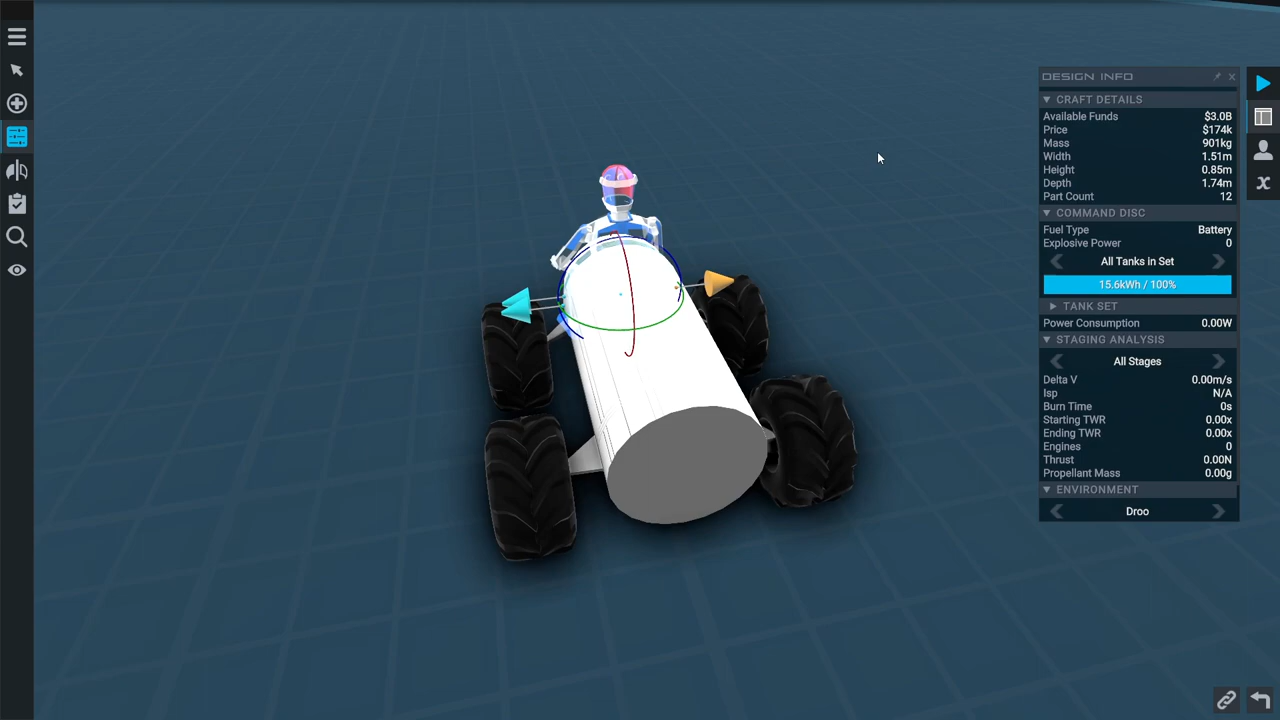 DESIGN INFO
CRAFT DETAILS
Available Funds $3.0B
Price $174k
Mass 901kg
Width 1.51m
Height 0.85m
Depth 1.74m
Part Count 12
COMMAND DISC
Fuel Type Battery
Explosive Power 0
All Tanks in Set
15.6kWh / 100%
TANK SET
Power Consumption 0.00W
STAGING ANALYSIS
All Stages
Delta V 0.00m/s
Isp N/A
Burn Time 0s
Starting TWR 0.00x
Ending TWR 0.00x
Engines 0
Thrust 0.00N
Propellant Mass 0.00g
ENVIRONMENT
Droo